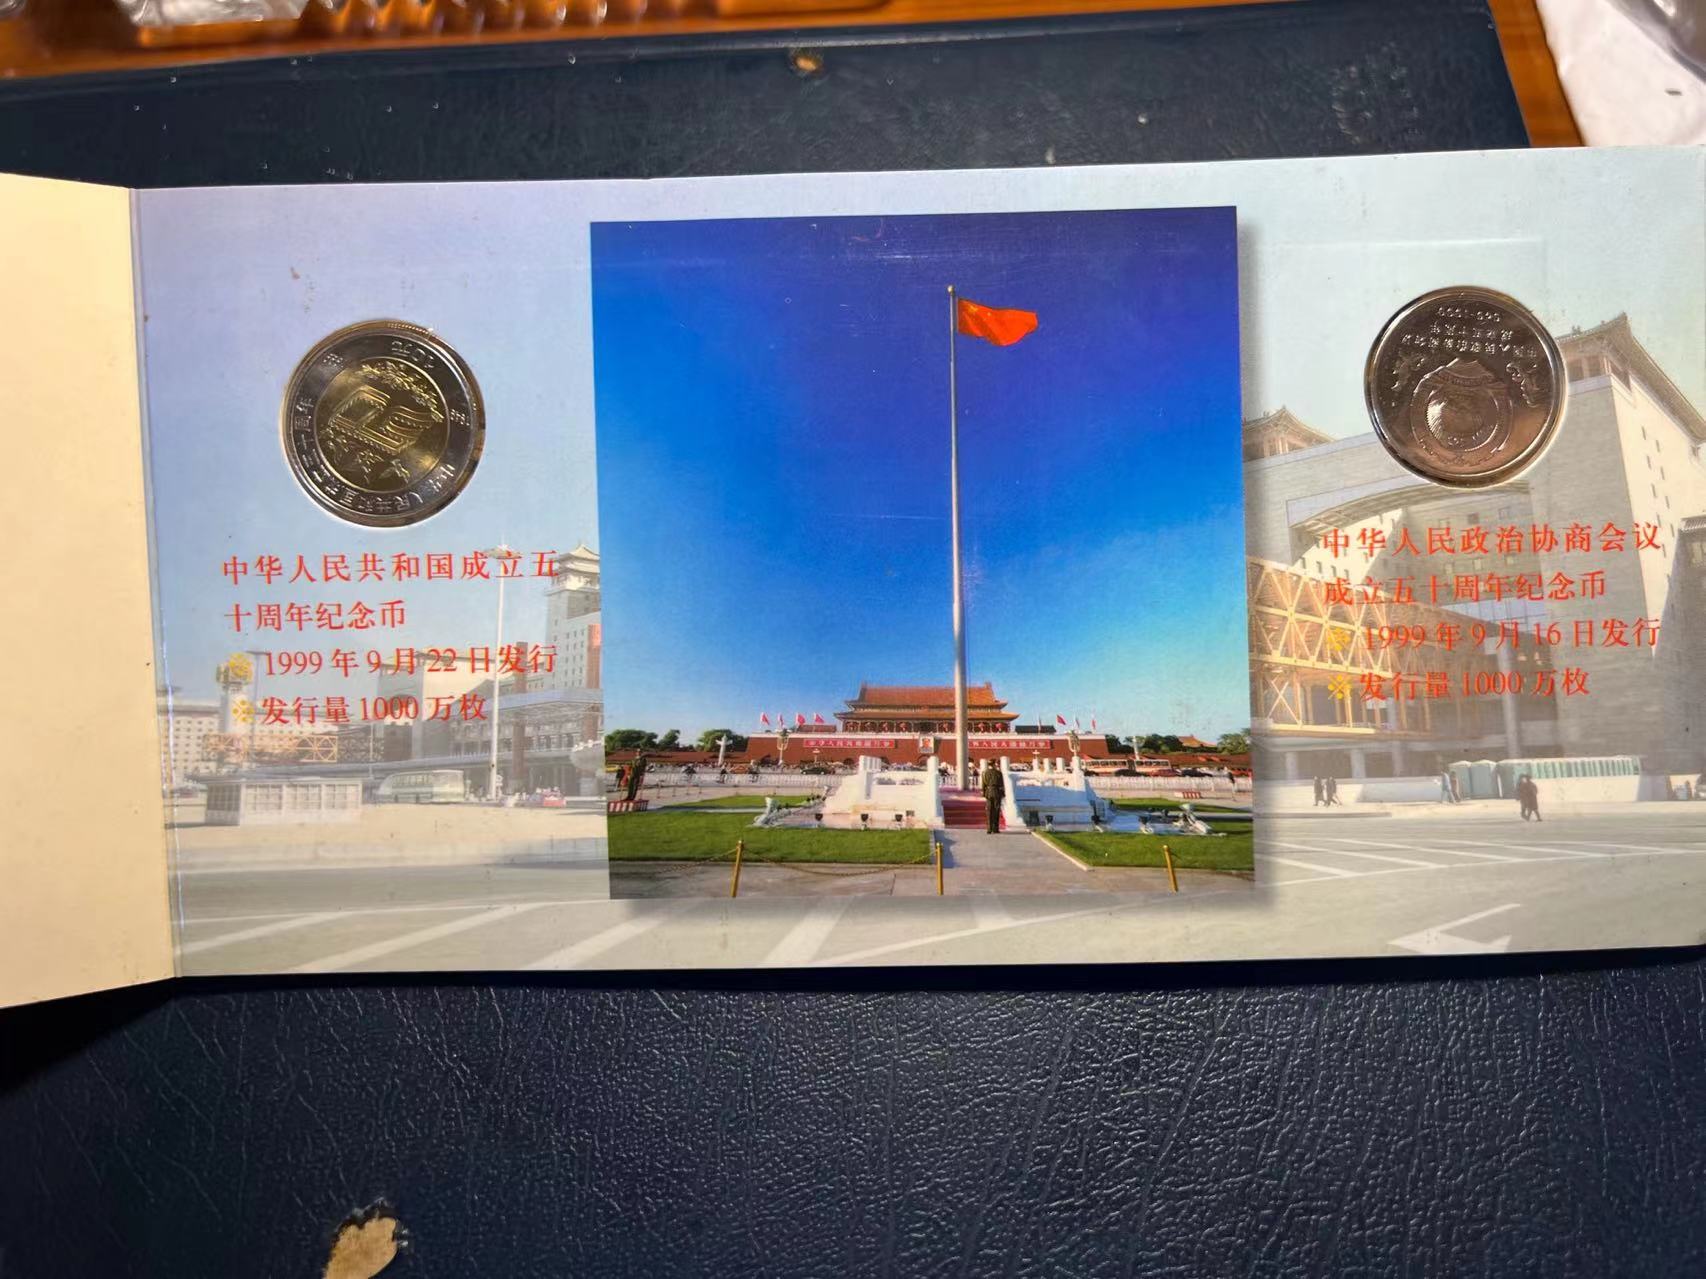 中华人民共和国成立五
十周年纪念币
※ 1999年9月22日发行
※ 发行量1000万枚
中华人民政治协商会议
成立五十周年纪念币
※ 1999年9月16日发行
※ 发行量1000万枚